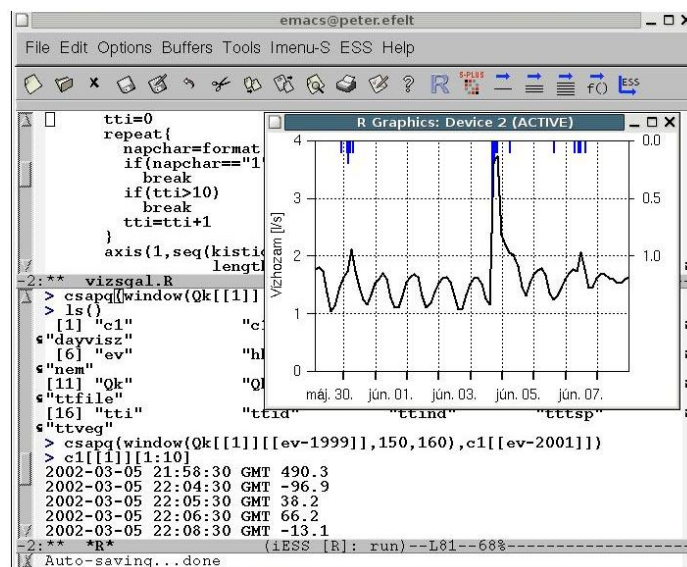 emacs@peter.efelt
File Edit Options Buffers Tools Imenu-S ESS Help
S-PLUS
R
f()
ESS
tti=0
repeat{
napchar=format
if(napchar=="1"
break
if(tti>10)
break
tti=tti+1
}
axis(1,seq(kistid
length
-2:** vizsgal.R
R Graphics: Device 2 (ACTIVE)
Vízhozam [l/s]
4
3
2
1
0
0.0
0.5
1.0
máj. 30. jún. 01. jún. 03. jún. 05. jún. 07.
> csapq(window(Qk[[1]]
> ls()
[1] "c1" "c
"dayvisz"
[6] "ev" "h
"nem"
[11] "Qk" "Q
"ttfile"
[16] "tti" "ttid" "ttind" "tttsp"
"ttveg"
> csapq(window(Qk[[1]][[ev-1999]],150,160),c1[[ev-2001]])
> c1[[1]][1:10]
2002-03-05 21:58:30 GMT 490.3
2002-03-05 22:04:30 GMT -96.9
2002-03-05 22:05:30 GMT 38.2
2002-03-05 22:06:30 GMT 66.2
2002-03-05 22:08:30 GMT -13.1
-2:** *R* (iESS [R]: run)--L81--68%
Auto-saving...done